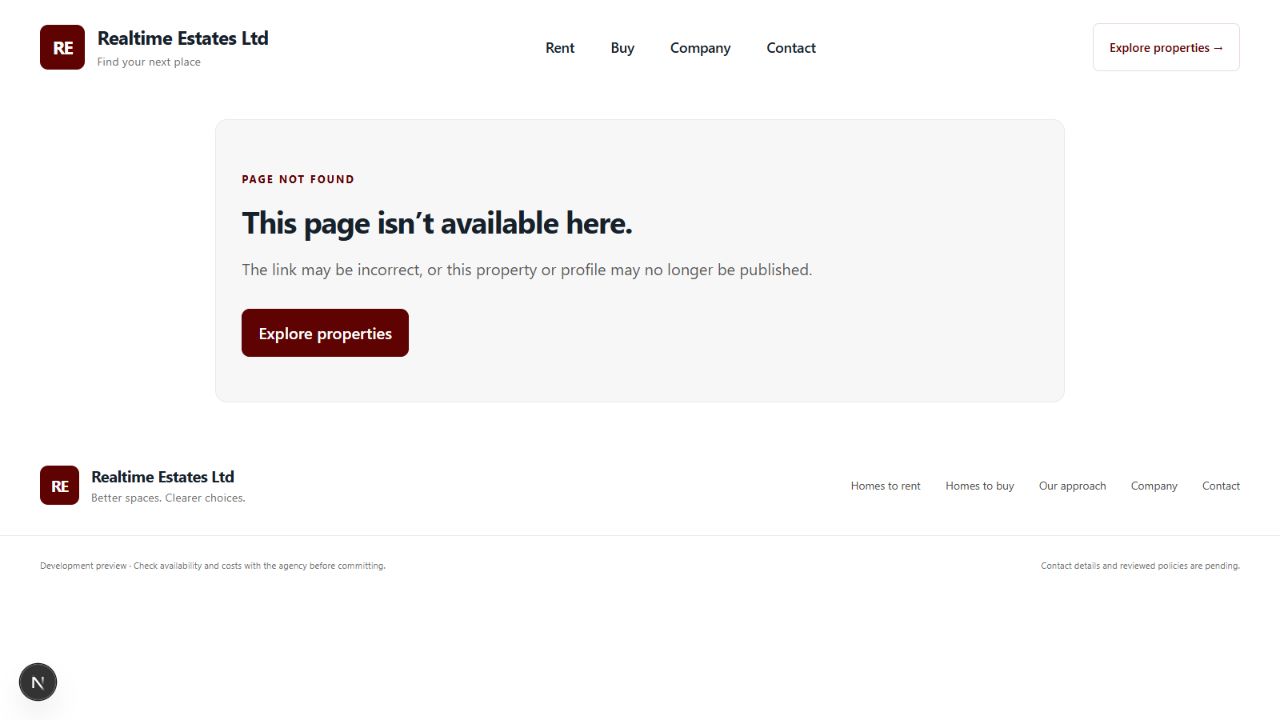 RE
Realtime Estates Ltd
Find your next place
Rent
Buy
Company
Contact
Explore properties →
PAGE NOT FOUND
This page isn’t available here.
The link may be incorrect, or this property or profile may no longer be published.
Explore properties
RE
Realtime Estates Ltd
Better spaces. Clearer choices.
Homes to rent
Homes to buy
Our approach
Company
Contact
Development preview · Check availability and costs with the agency before committing.
Contact details and reviewed policies are pending.
N